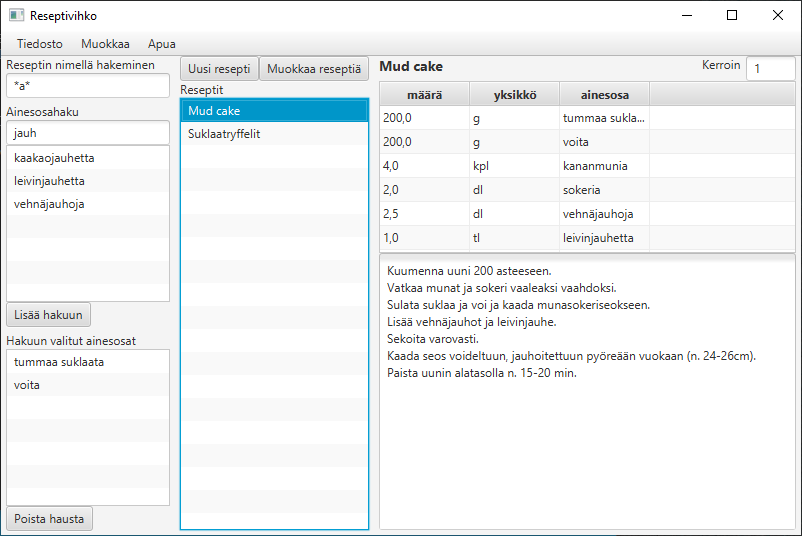 Reseptivihko
Tiedosto Muokkaa Apua
Reseptin nimellä hakeminen
*a*
Ainesosahaku
jauh
kaakaojauhetta
leivinjauhetta
vehnäjauhoja
Lisää hakuun
Hakuun valitut ainesosat
tummaa suklaata
voita
Poista hausta
Uusi resepti Muokkaa reseptiä
Reseptit
Mud cake
Suklaatryffelit
Mud cake Kerroin 1
määrä yksikkö ainesosa
200,0 g tummaa sukla...
200,0 g voita
4,0 kpl kananmunia
2,0 dl sokeria
2,5 dl vehnäjauhoja
1,0 tl leivinjauhetta
Kuumenna uuni 200 asteeseen.
Vatkaa munat ja sokeri vaaleaksi vaahdoksi.
Sulata suklaa ja voi ja kaada munasokeriseokseen.
Lisää vehnäjauhot ja leivinjauhe.
Sekoita varovasti.
Kaada seos voideltuun, jauhoitettuun pyöreään vuokaan (n. 24-26cm).
Paista uunin alatasolla n. 15-20 min.